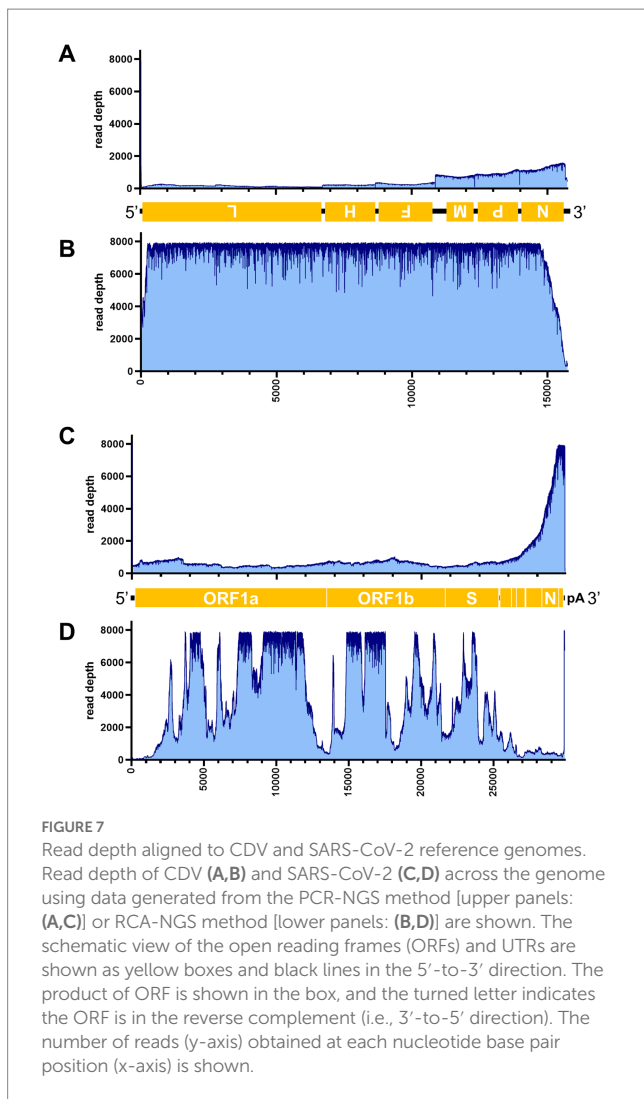 A
8000
6000
4000
2000
0
read depth
5’ L H F M P N 3’
B
8000
6000
4000
2000
0
read depth
0 5000 10000 15000
C
8000
6000
4000
2000
0
read depth
5’ ORF1a ORF1b S N pA 3’
D
8000
6000
4000
2000
0
read depth
0 5000 10000 15000 20000 25000
FIGURE 7
Read depth aligned to CDV and SARS-CoV-2 reference genomes.
Read depth of CDV (A,B) and SARS-CoV-2 (C,D) across the genome
using data generated from the PCR-NGS method [upper panels:
(A,C)] or RCA-NGS method [lower panels: (B,D)] are shown. The
schematic view of the open reading frames (ORFs) and UTRs are
shown as yellow boxes and black lines in the 5′-to-3′ direction. The
product of ORF is shown in the box, and the turned letter indicates
the ORF is in the reverse complement (i.e., 3′-to-5′ direction). The
number of reads (y-axis) obtained at each nucleotide base pair
position (x-axis) is shown.